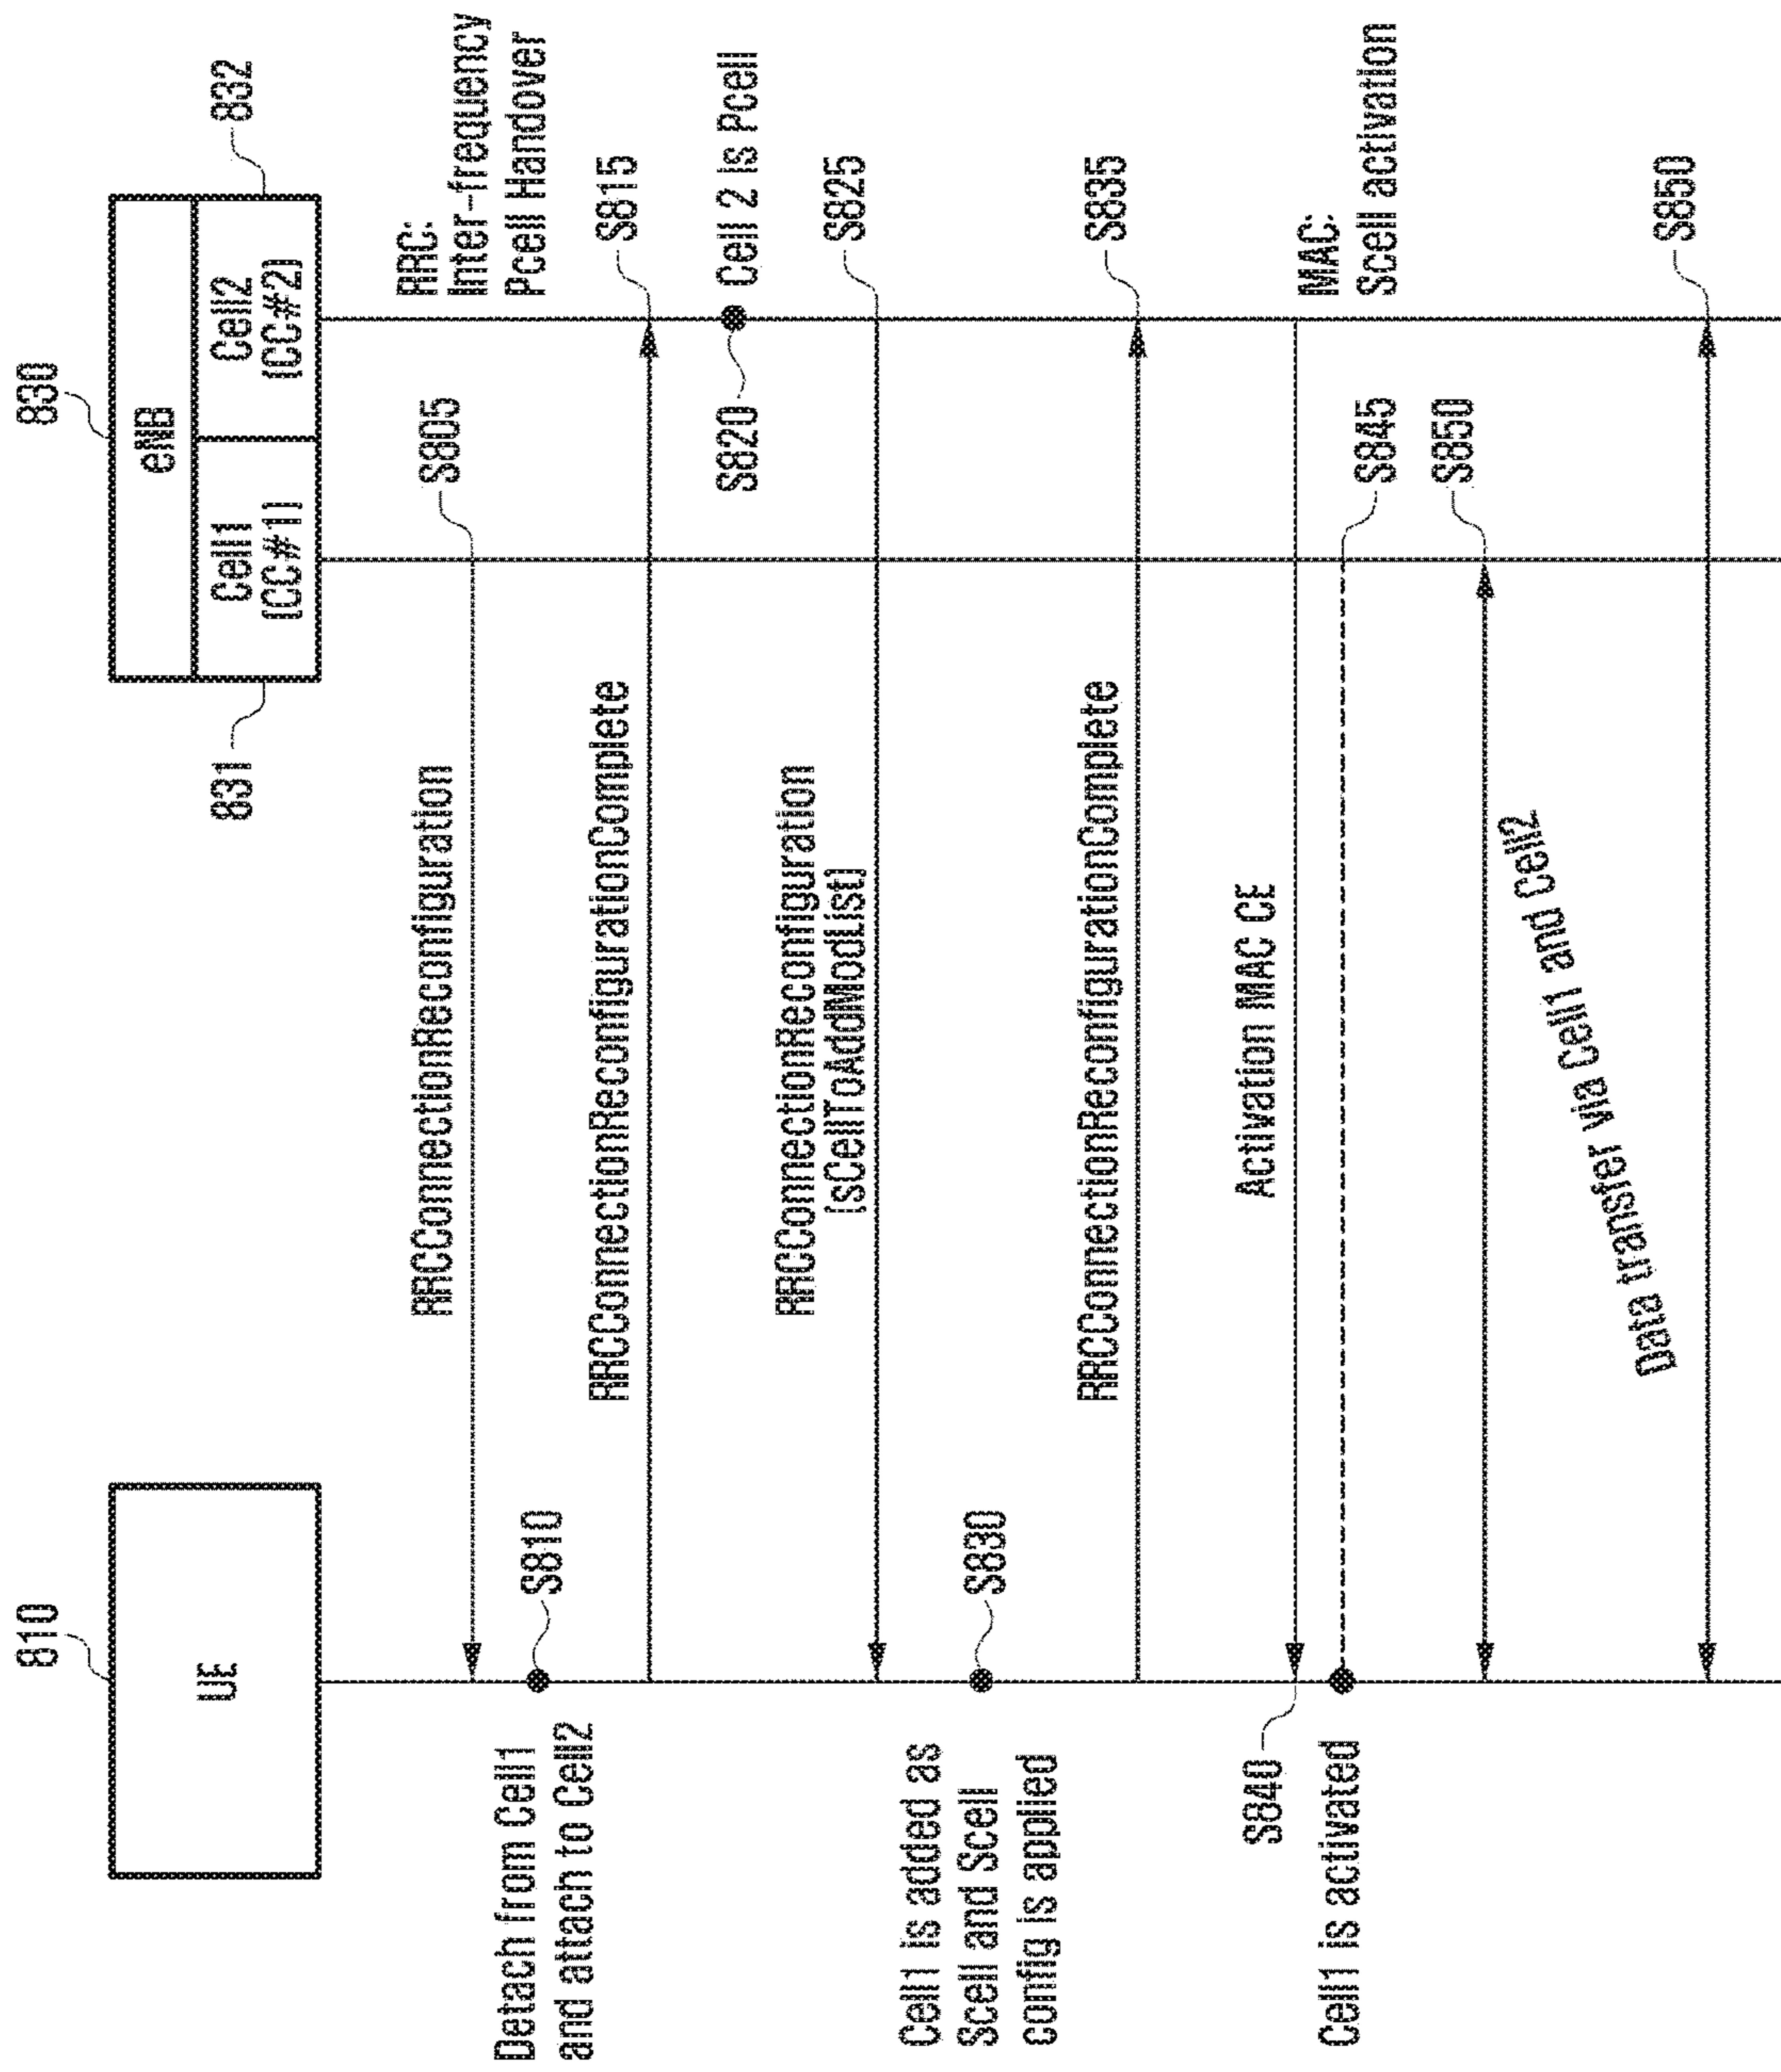 810
UE
830
eNB
831
Cell1
(CC#1)
Cell2
(CC#2)
832
RRCConnectionReconfiguration
S805
RRC:
Inter-frequency
Pcell Handover
Detach from Cell1
and attach to Cell2
S810
RRCConnectionReconfigurationComplete
S815
S820
Cell 2 is Pcell
RRCConnectionReconfiguration
(sCellToAddModList)
S825
Cell1 is added as
Scell and Scell
config is applied
S830
RRCConnectionReconfigurationComplete
S835
S840
Activation MAC CE
MAC:
Scell activation
Cell1 is activated
S845
S850
Data transfer via Cell1 and Cell2
S850